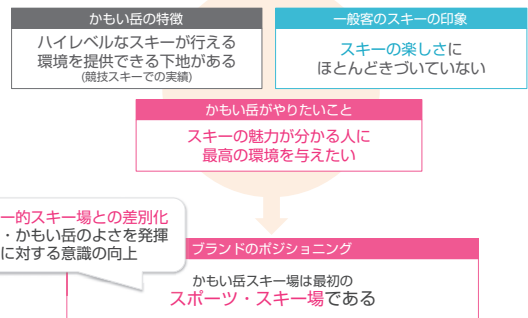 かもい岳の特徴
ハイレベルなスキーが行える
環境を提供できる下地がある
(競技スキーでの実績)
一般客のスキーの印象
スキーの楽しさに
ほとんどきづいていない
かもい岳がやりたいこと
スキーの魅力が分かる人に
最高の環境を与えたい
ー的スキー場との差別化
・かもい岳のよさを発揮
に対する意識の向上
ブランドのポジショニング
かもい岳スキー場は最初の
スポーツ・スキー場である